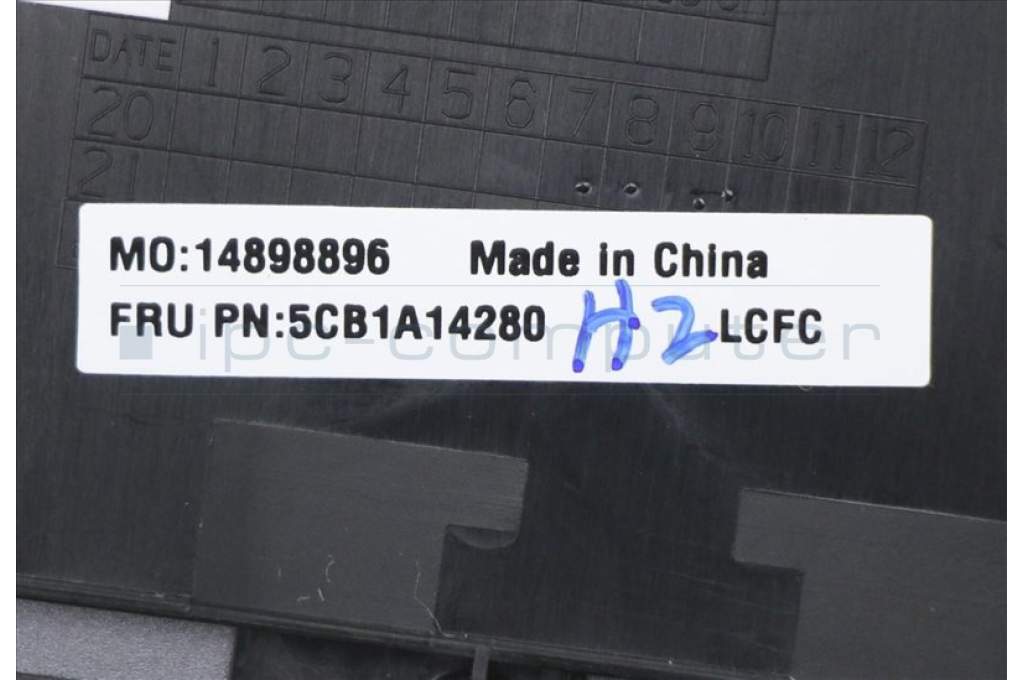 DATE 1 2 3 4 5 6 7 8 9 10 11 12
20
21
MO:14898896 Made in China
FRU PN:5CB1A14280 H2 LCFC
ipc-computer